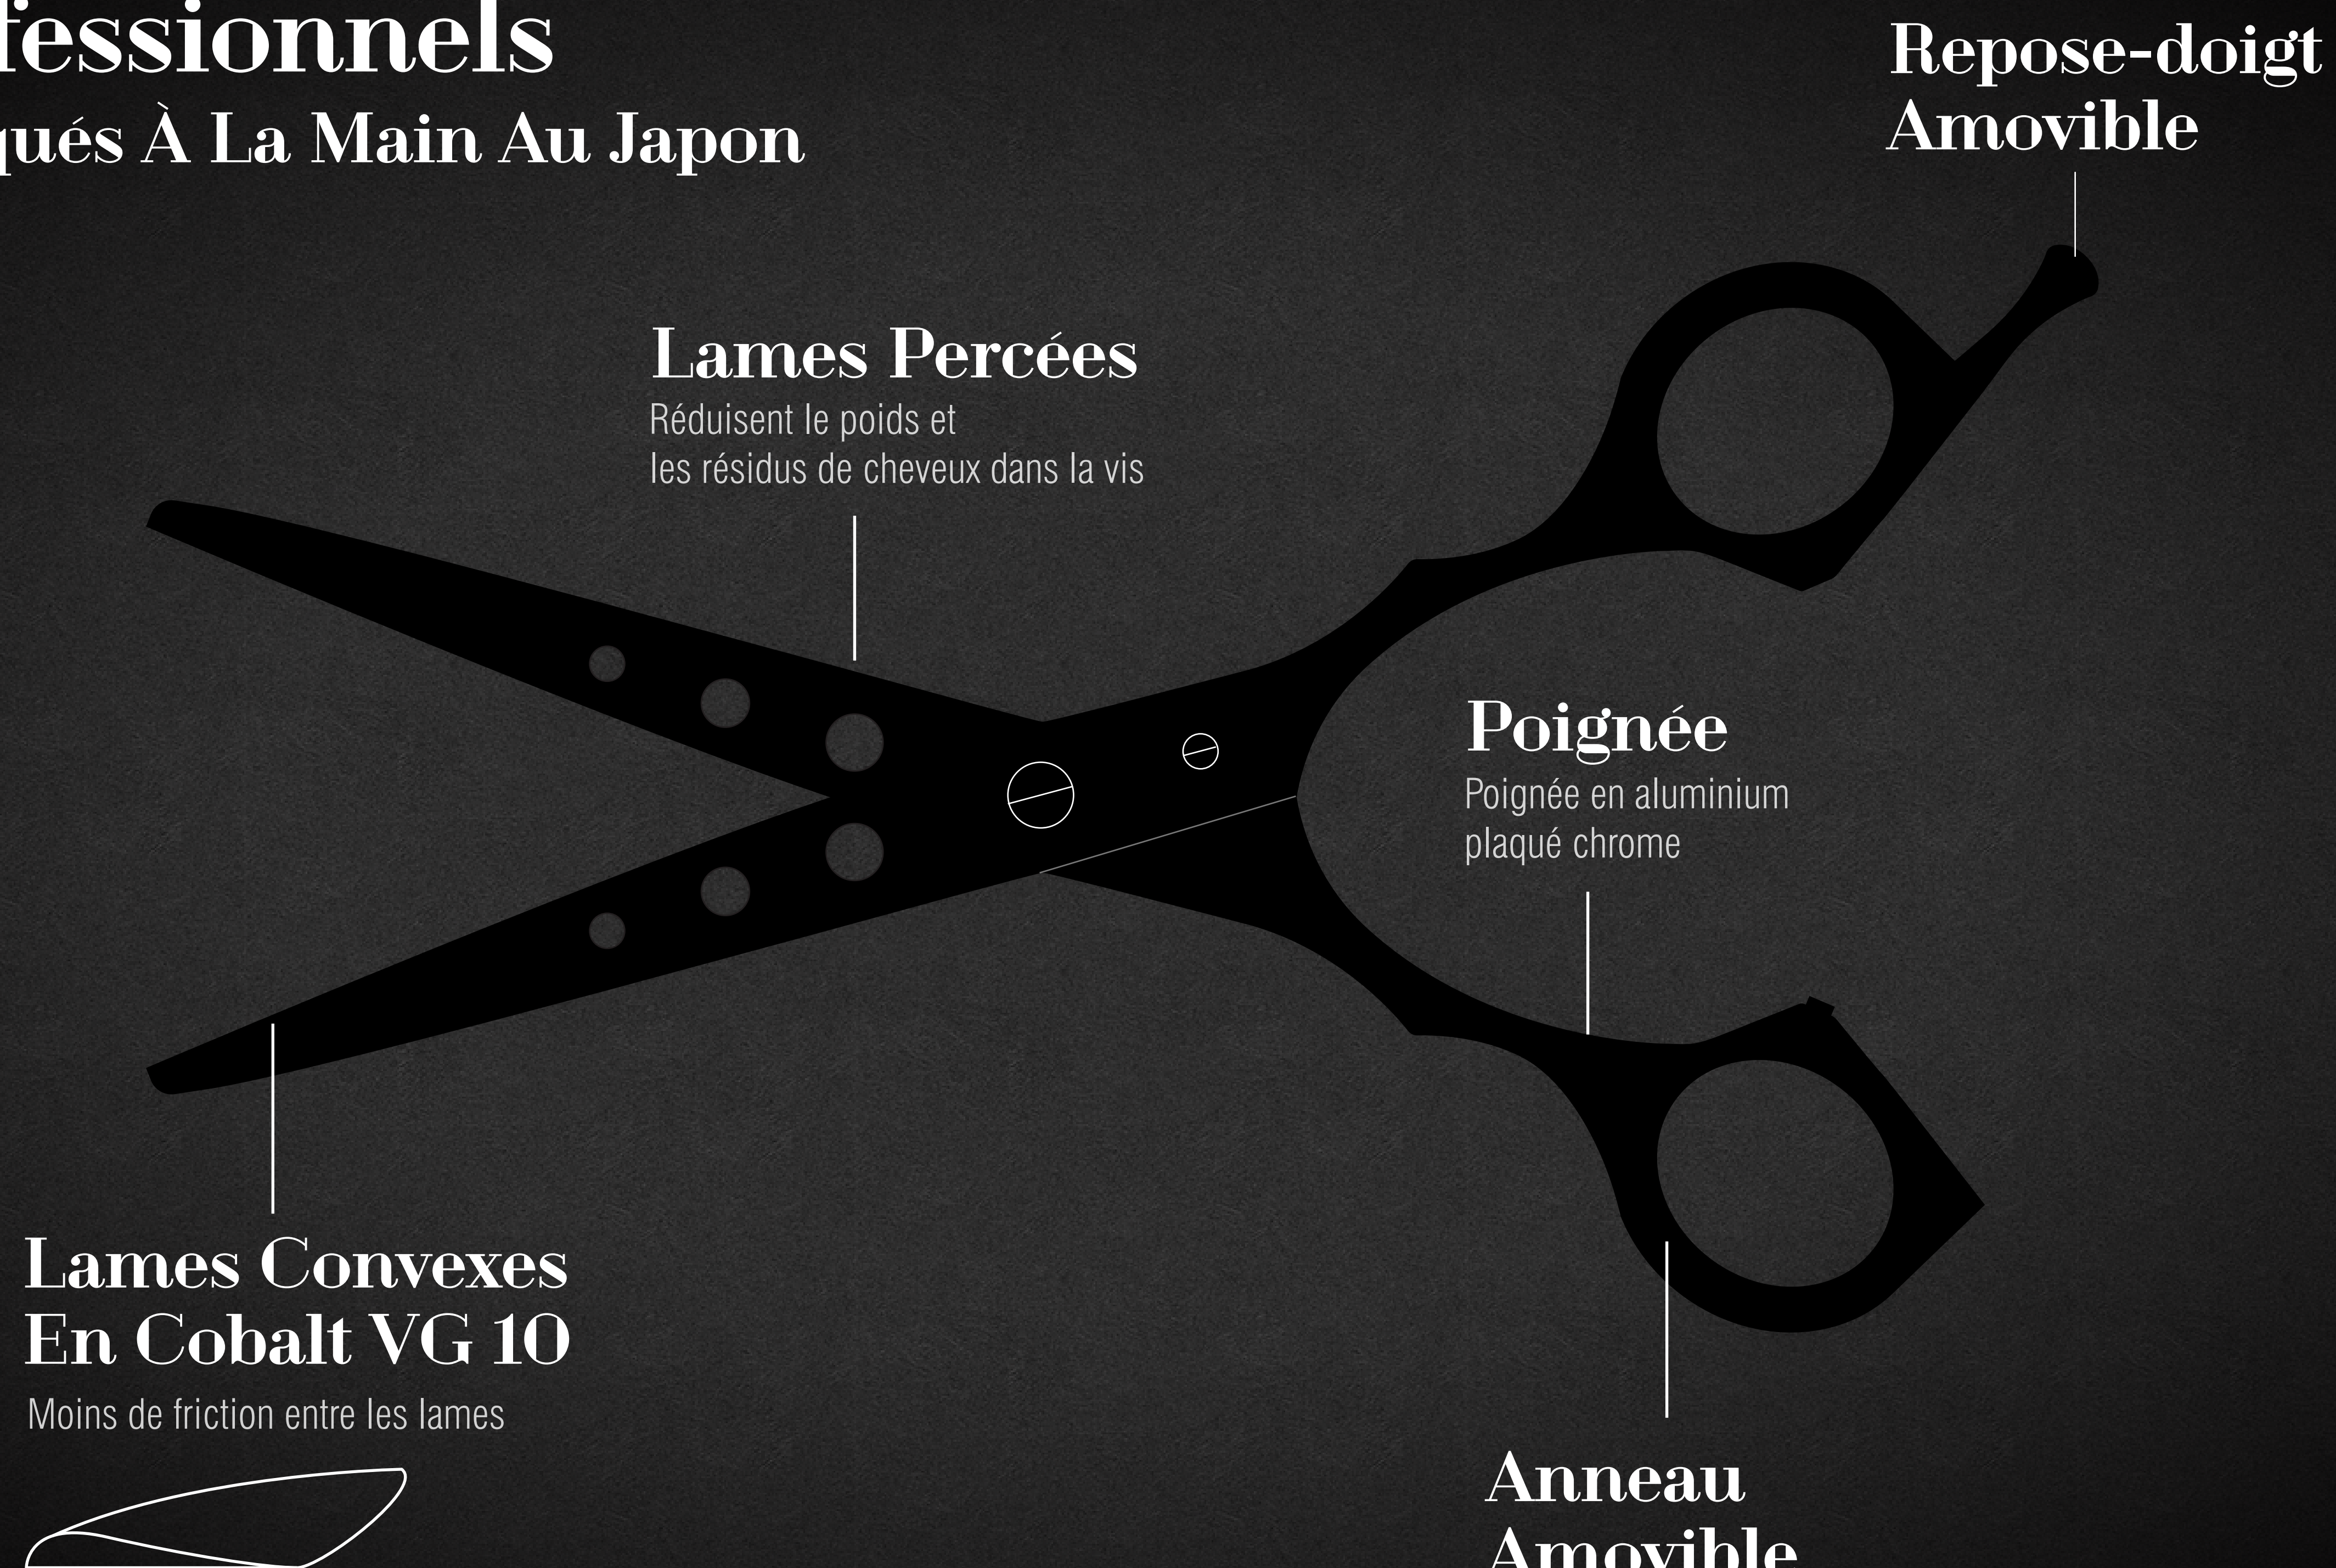 fessionnels
qués À La Main Au Japon
Repose-doigt
Amovible
Lames Percées
Réduisent le poids et
les résidus de cheveux dans la vis
Poignée
Poignée en aluminium
plaqué chrome
Lames Convexes
En Cobalt VG 10
Moins de friction entre les lames
Anneau
Amovible